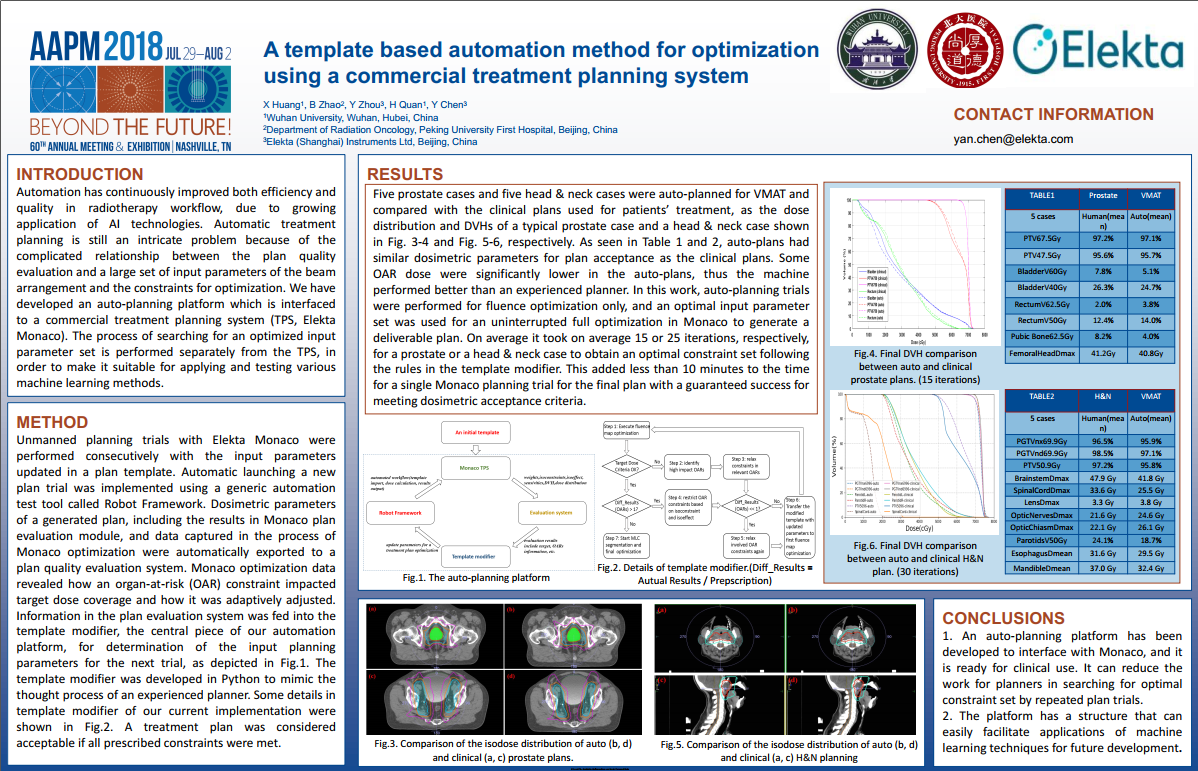 AAPM 2018 JUL 29–AUG 2
BEYOND THE FUTURE!
60TH ANNUAL MEETING & EXHIBITION | NASHVILLE, TN
A template based automation method for optimization
using a commercial treatment planning system
X Huang¹, B Zhao², Y Zhou³, H Quan¹, Y Chen³
¹Wuhan University, Wuhan, Hubei, China
²Department of Radiation Oncology, Peking University First Hospital, Beijing, China
³Elekta (Shanghai) Instruments Ltd, Beijing, China
WUHAN UNIVERSITY
北大医院
厚德尚道
PEKING UNIVERSITY FIRST HOSPITAL
·1915·
Elekta
CONTACT INFORMATION
yan.chen@elekta.com
INTRODUCTION
Automation has continuously improved both efficiency and
quality in radiotherapy workflow, due to growing
application of AI technologies. Automatic treatment
planning is still an intricate problem because of the
complicated relationship between the plan quality
evaluation and a large set of input parameters of the beam
arrangement and the constraints for optimization. We have
developed an auto-planning platform which is interfaced
to a commercial treatment planning system (TPS, Elekta
Monaco). The process of searching for an optimized input
parameter set is performed separately from the TPS, in
order to make it suitable for applying and testing various
machine learning methods.
METHOD
Unmanned planning trials with Elekta Monaco were
performed consecutively with the input parameters
updated in a plan template. Automatic launching a new
plan trial was implemented using a generic automation
test tool called Robot Framework. Dosimetric parameters
of a generated plan, including the results in Monaco plan
evaluation module, and data captured in the process of
Monaco optimization were automatically exported to a
plan quality evaluation system. Monaco optimization data
revealed how an organ-at-risk (OAR) constraint impacted
target dose coverage and how it was adaptively adjusted.
Information in the plan evaluation system was fed into the
template modifier, the central piece of our automation
platform, for determination of the input planning
parameters for the next trial, as depicted in Fig.1. The
template modifier was developed in Python to mimic the
thought process of an experienced planner. Some details in
template modifier of our current implementation were
shown in Fig.2. A treatment plan was considered
acceptable if all prescribed constraints were met.
RESULTS
Five prostate cases and five head & neck cases were auto-planned for VMAT and
compared with the clinical plans used for patients' treatment, as the dose
distribution and DVHs of a typical prostate case and a head & neck case shown
in Fig. 3-4 and Fig. 5-6, respectively. As seen in Table 1 and 2, auto-plans had
similar dosimetric parameters for plan acceptance as the clinical plans. Some
OAR dose were significantly lower in the auto-plans, thus the machine
performed better than an experienced planner. In this work, auto-planning trials
were performed for fluence optimization only, and an optimal input parameter
set was used for an uninterrupted full optimization in Monaco to generate a
deliverable plan. On average it took on average 15 or 25 iterations, respectively,
for a prostate or a head & neck case to obtain an optimal constraint set following
the rules in the template modifier. This added less than 10 minutes to the time
for a single Monaco planning trial for the final plan with a guaranteed success for
meeting dosimetric acceptance criteria.
An initial template
Monaco TPS
automated workflow(template
import, dose calculation, results
output)
weights,isoconstraints,isoeffect,
sensitivity,DVH,dose distribution
Robot Framework
Evaluation system
update parameters for a
treatment plan optimization
evaluation results
include target, OARs
information, etc.
Template modifier
Fig.1. The auto-planning platform
Step 1: Execute fluence
map optimization
Target Dose
Criteria OK?
No
Step 2: identify
high impact OARs
Step 3: relax
constraints in
relevant OARs
Yes
Diff_Results
(OARs) > 1?
Yes
Step 4: restrict OAR
constraints based
on isoconstraint
and isoeffect
Diff_Results
(OARs) <= 1?
Yes
Step 6:
Transfer the
modified
template with
updated
parameters to
first fluence
map
optimization
No
No
Step 7: Start MLC
segmentation and
final optimization
Step 5: relax
involved OAR
constraints again
Fig.2. Details of template modifier.(Diff_Results =
Autual Results / Prepscription)
Volume (%)
Dose (cGy)
Fig.4. Final DVH comparison
between auto and clinical
prostate plans. (15 iterations)
TABLE1 Prostate VMAT
5 cases Human(mea
n) Auto(mean)
PTV67.5Gy 97.2% 97.1%
PTV47.5Gy 95.6% 95.7%
BladderV60Gy 7.8% 5.1%
BladderV40Gy 26.3% 24.7%
RectumV62.5Gy 2.0% 3.8%
RectumV50Gy 12.4% 14.0%
Pubic Bone62.5Gy 8.2% 4.0%
FemoralHeadDmax 41.2Gy 40.8Gy
Volume(%)
Dose(cGy)
Fig.6. Final DVH comparison
between auto and clinical H&N
plan. (30 iterations)
TABLE2 H&N VMAT
5 cases Human(mea
n) Auto(mean)
PGTVnx69.9Gy 96.5% 95.9%
PGTVnd69.9Gy 98.5% 97.1%
PTV50.9Gy 97.2% 95.8%
BrainstemDmax 47.9 Gy 41.8 Gy
SpinalCordDmax 33.6 Gy 25.5 Gy
LensDmax 3.3 Gy 3.8 Gy
OpticNervesDmax 21.6 Gy 24.6 Gy
OpticChiasmDmax 22.1 Gy 26.1 Gy
ParotidsV50Gy 24.1% 18.7%
EsophagusDmean 31.6 Gy 29.5 Gy
MandibleDmean 37.0 Gy 32.4 Gy
(a) (b)
(c) (d)
Fig.3. Comparison of the isodose distribution of auto (b, d)
and clinical (a, c) prostate plans.
(a) (b)
(c) (d)
Fig.5. Comparison of the isodose distribution of auto (b, d)
and clinical (a, c) H&N planning
CONCLUSIONS
1. An auto-planning platform has been
developed to interface with Monaco, and it
is ready for clinical use. It can reduce the
work for planners in searching for optimal
constraint set by repeated plan trials.
2. The platform has a structure that can
easily facilitate applications of machine
learning techniques for future development.